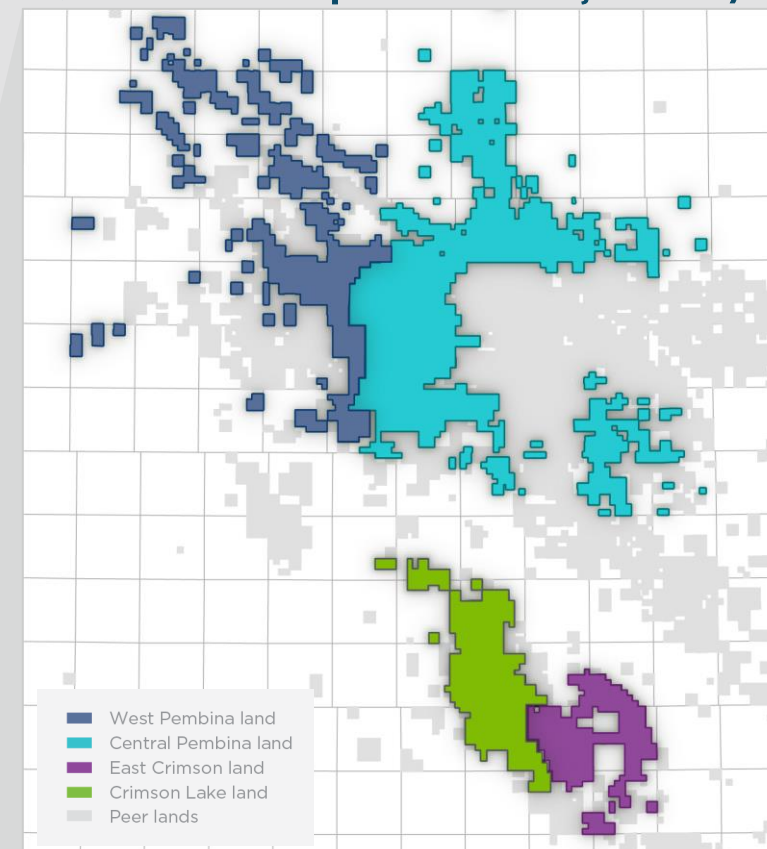 West Pembina land
Central Pembina land
East Crimson land
Crimson Lake land
Peer lands